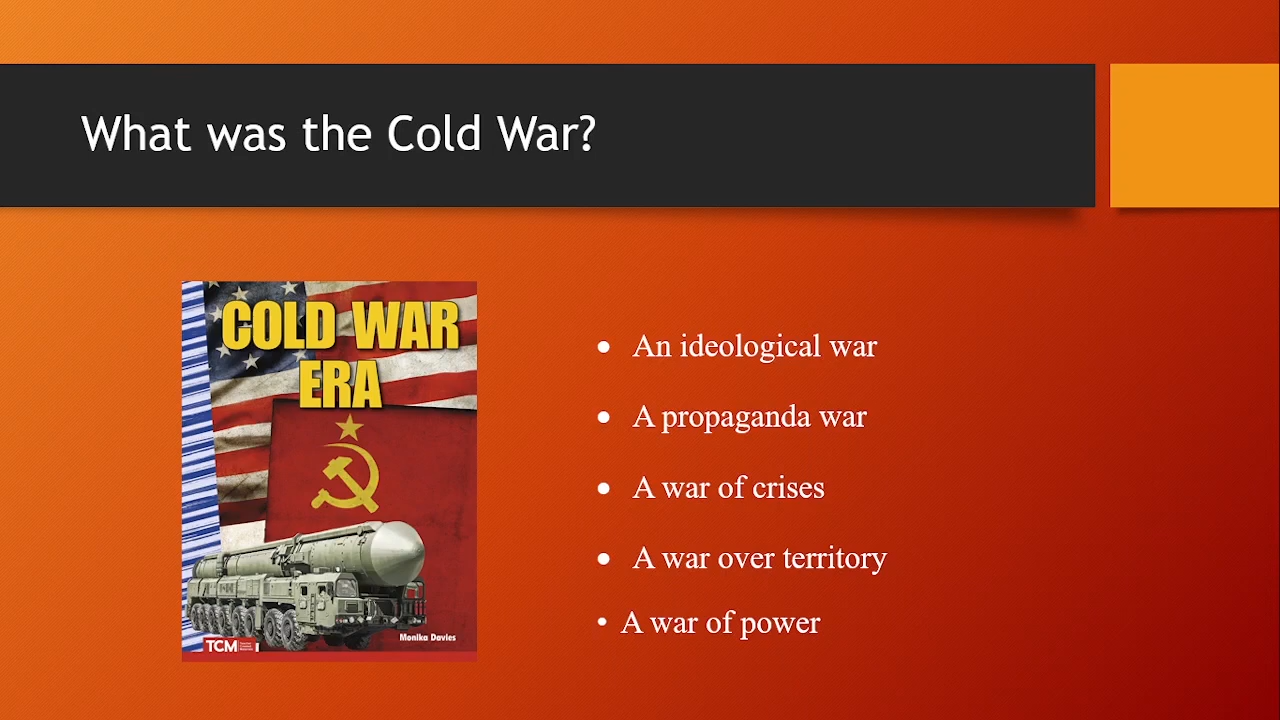 What was the Cold War?
COLD WAR
ERA
Monika Davies
TCM
• An ideological war
• A propaganda war
• A war of crises
• A war over territory
• A war of power